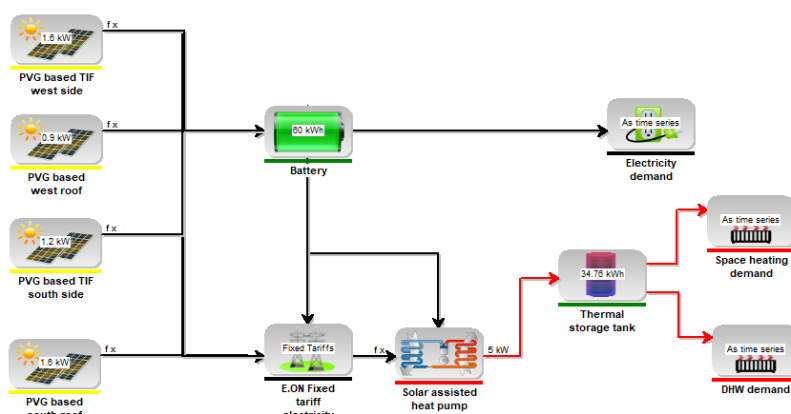 1.6 kW
f x
PVG based TIF
west side
0.9 kW
f x
PVG based
west roof
60 kWh
Battery
As time series
Electricity
demand
1.2 kW
f x
PVG based TIF
south side
As time series
Space heating
demand
34.76 kWh
Thermal
storage tank
1.6 kW
f x
PVG based
south roof
Fixed Tariffs
f x
E.ON Fixed
tariff
electricity
5 kW
Solar assisted
heat pump
As time series
DHW demand